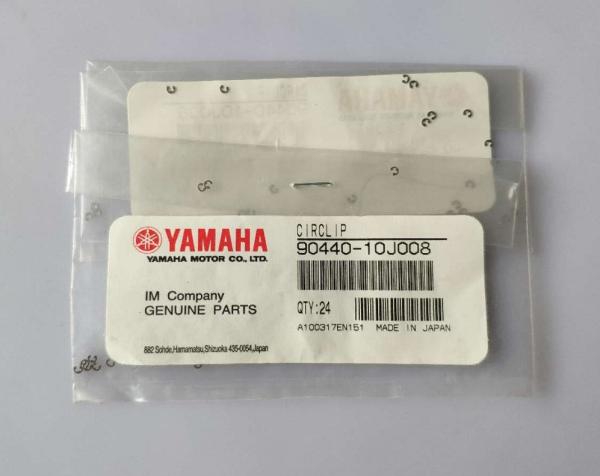 YAMAHA
YAMAHA MOTOR CO., LTD.
IM Company
GENUINE PARTS
882 Sohde,Hamamatsu,Shizuoka 435-0054,Japan
CIRCLIP
90440-10J008
QTY:24
A100317EN151 MADE IN JAPAN